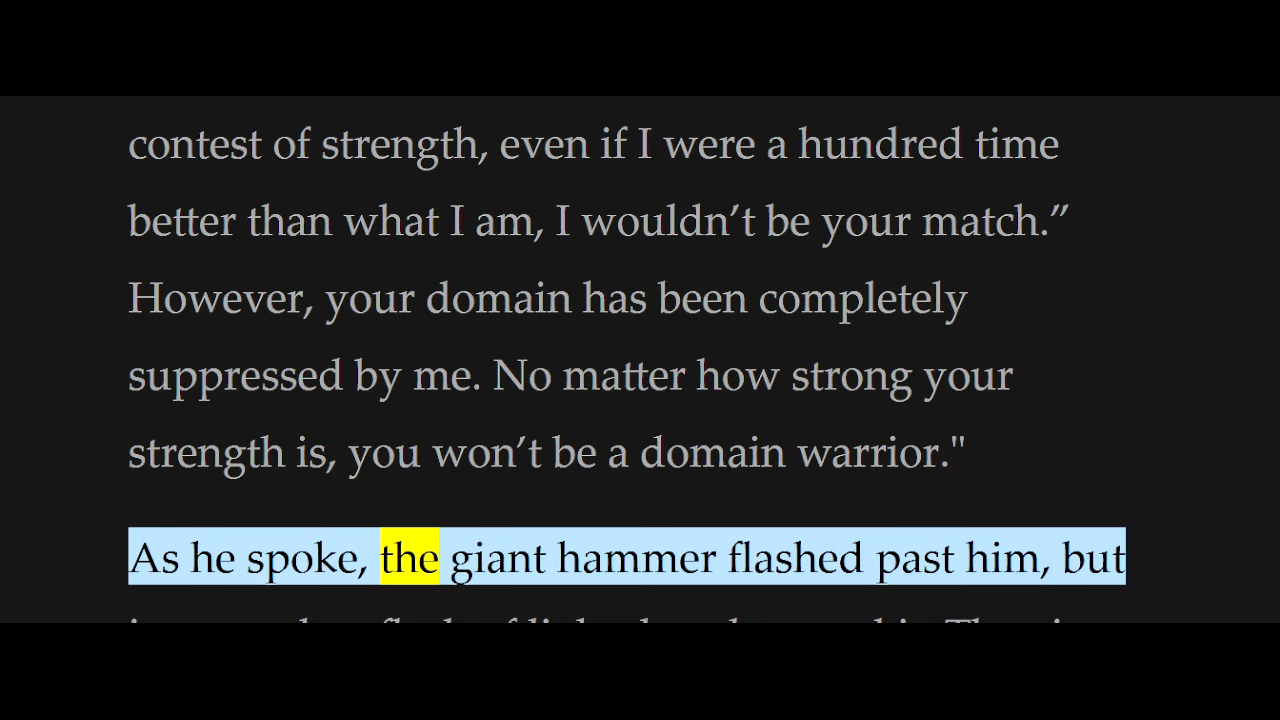 contest of strength, even if I were a hundred time
better than what I am, I wouldn’t be your match.”
However, your domain has been completely
suppressed by me. No matter how strong your
strength is, you won’t be a domain warrior."
As he spoke, the giant hammer flashed past him, but